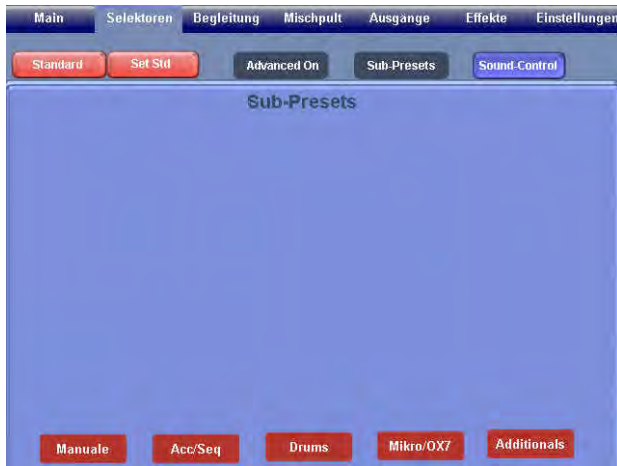 Main Selektoren Begleitung Mischpult Ausgänge Effekte Einstellungen
Standard Set Std Advanced On Sub-Presets Sound-Control
Sub-Presets
Manuale Acc/Seq Drums Mikro/OX7 Additionals